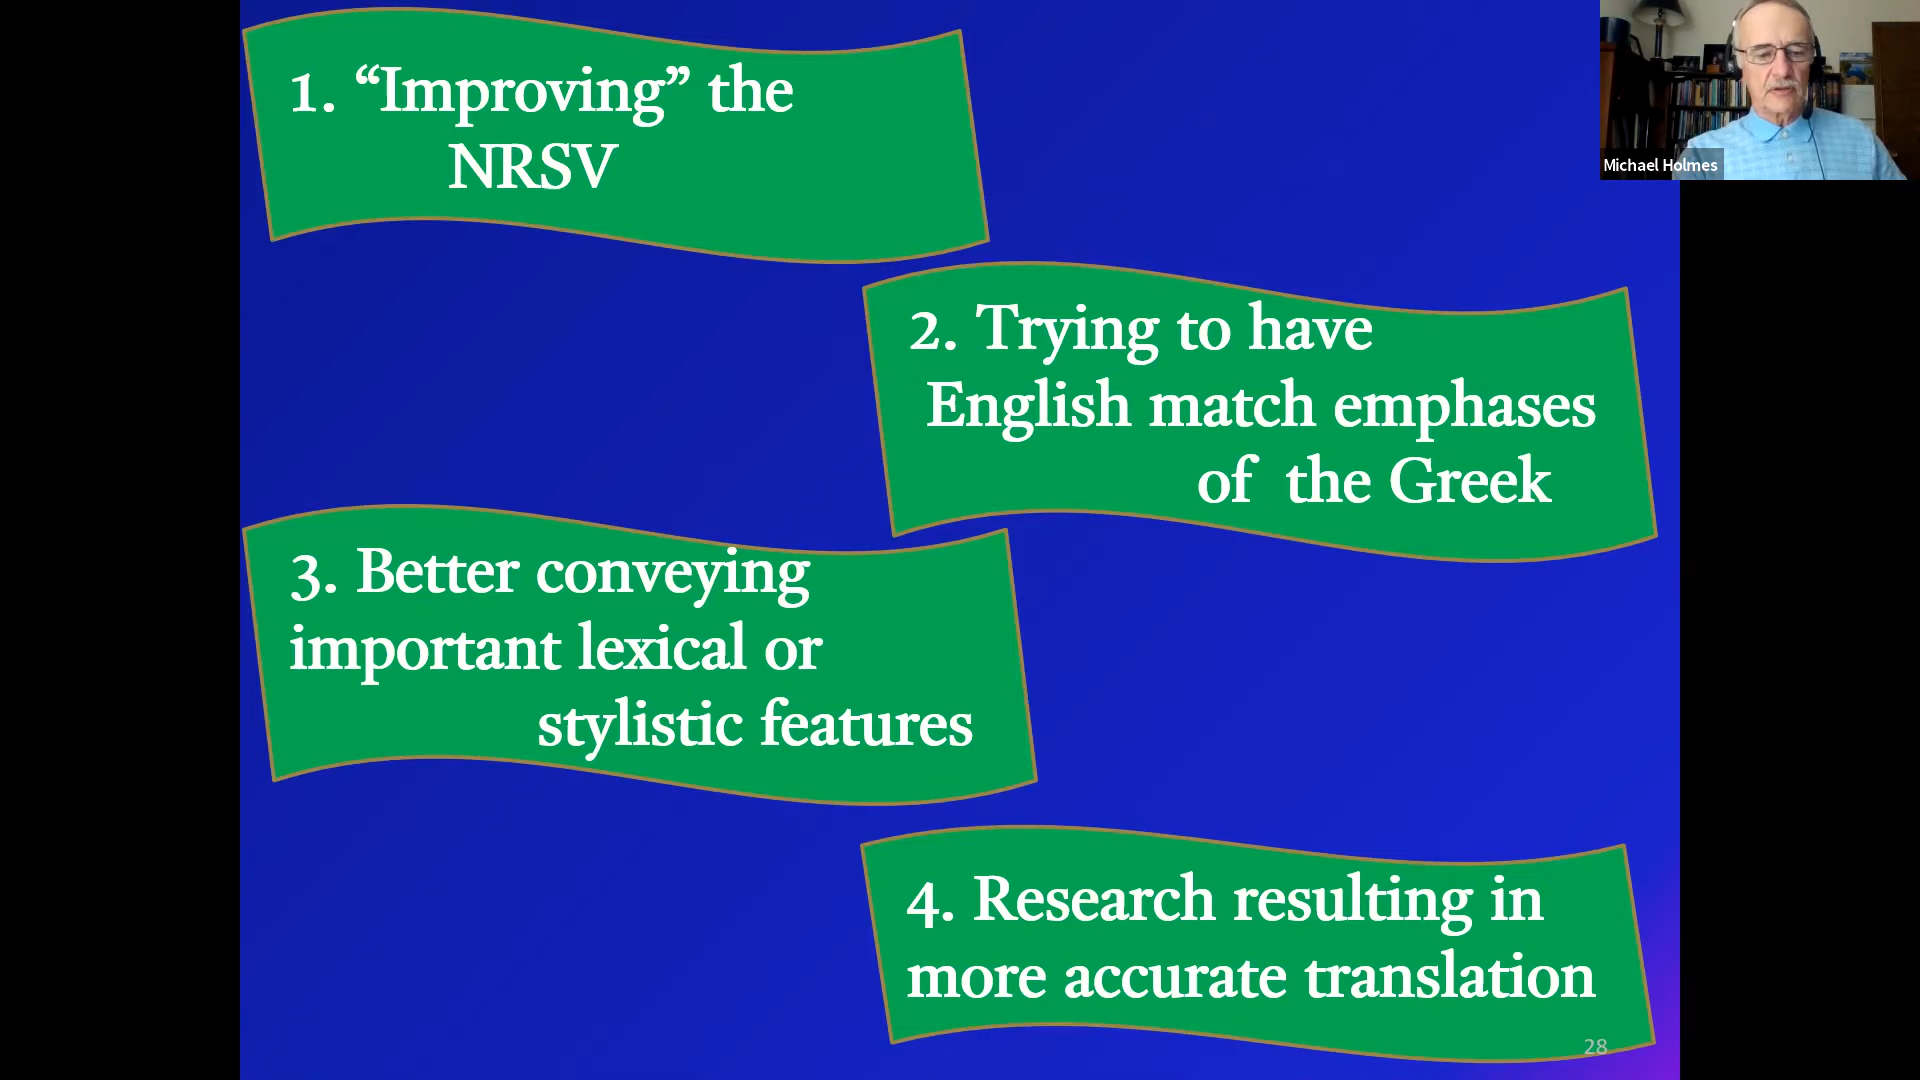 1. “Improving” the
NRSV
Michael Holmes
2. Trying to have
English match emphases
of the Greek
3. Better conveying
important lexical or
stylistic features
4. Research resulting in
more accurate translation
28